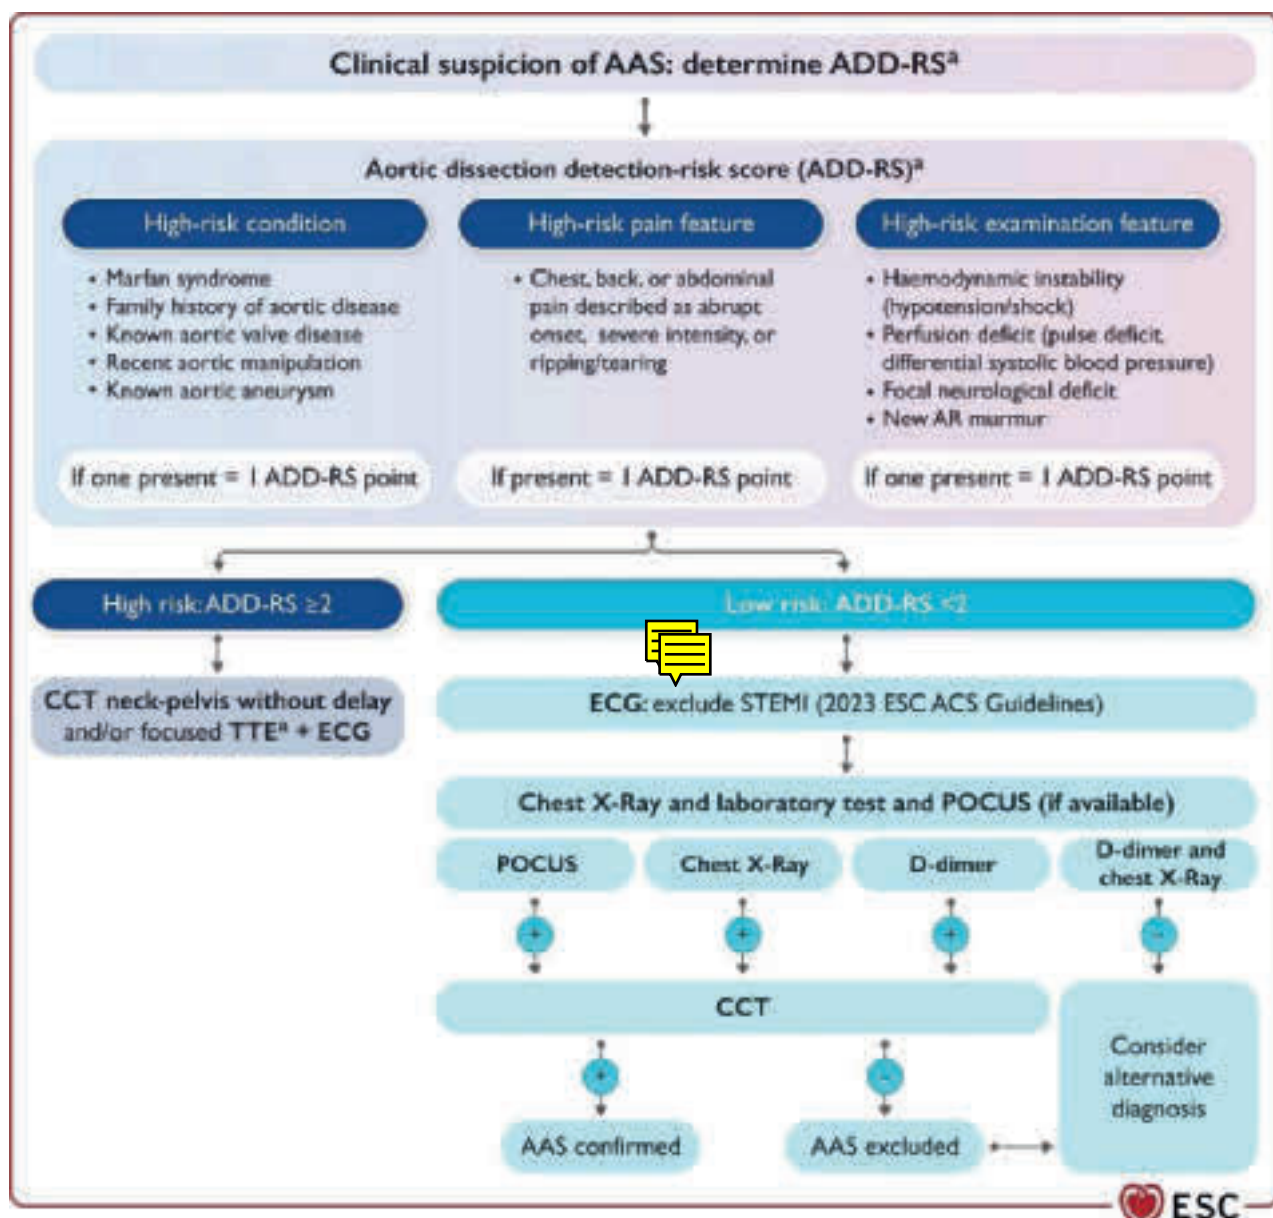 Clinical suspicion of AAS: determine ADD-RSᵃ
Aortic dissection detection-risk score (ADD-RS)ᵃ
High-risk condition
• Marfan syndrome
• Family history of aortic disease
• Known aortic valve disease
• Recent aortic manipulation
• Known aortic aneurysm
If one present = 1 ADD-RS point
High-risk pain feature
• Chest, back, or abdominal
pain described as abrupt
onset, severe intensity, or
ripping/tearing
If present = 1 ADD-RS point
High-risk examination feature
• Haemodynamic instability
(hypotension/shock)
• Perfusion deficit (pulse deficit,
differential systolic blood pressure)
• Focal neurological deficit
• New AR murmur
If one present = 1 ADD-RS point
High risk: ADD-RS ≥2
CCT neck-pelvis without delay
and/or focused TTEᵃ + ECG
Low risk: ADD-RS <2
ECG: exclude STEMI (2023 ESC ACS Guidelines)
Chest X-Ray and laboratory test and POCUS (if available)
POCUS
Chest X-Ray
D-dimer
D-dimer and
chest X-Ray
+
+
+
-
CCT
+
-
AAS confirmed
AAS excluded
Consider
alternative
diagnosis
ESC